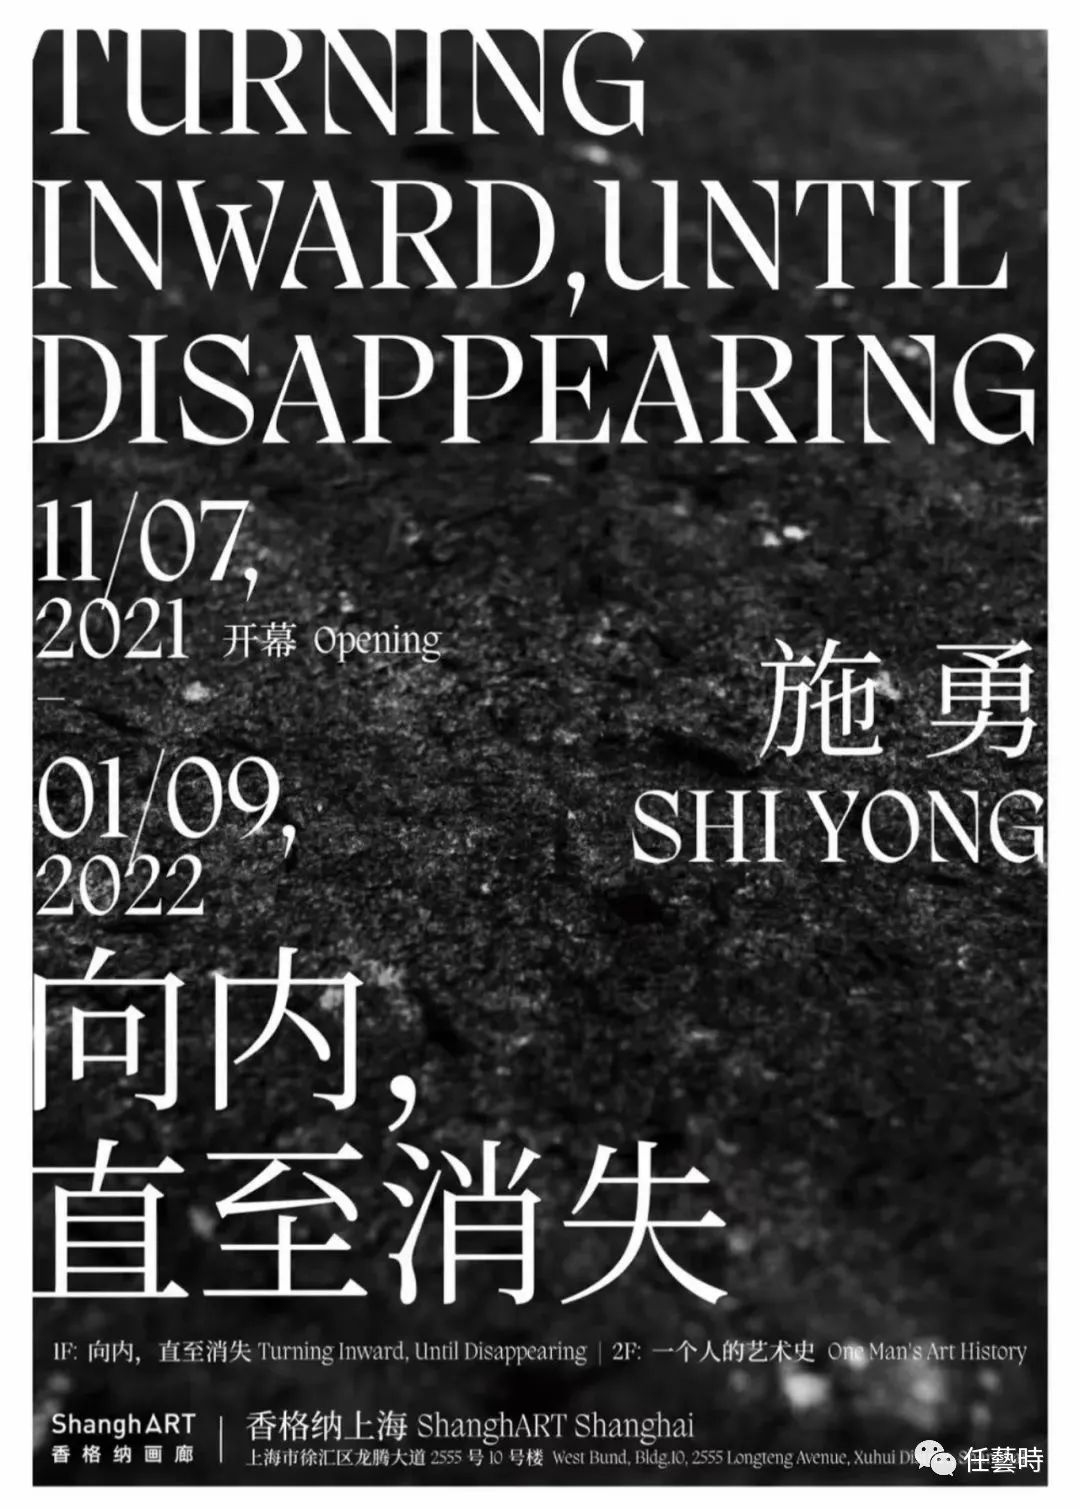 TURNING
INWARD, UNTIL
DISAPPEARING
11/07,
2021 开幕 Opening
—
01/09,
2022
施勇
SHI YONG
向内，
直至消失
1F: 向内，直至消失 Turning Inward, Until Disappearing | 2F: 一个人的艺术史 One Man's Art History
ShanghART
香格纳画廊
香格纳上海 ShanghART Shanghai
上海市徐汇区龙腾大道 2555 号 10 号楼 West Bund, Bldg.10, 2555 Longteng Avenue, Xuhui
任藝時